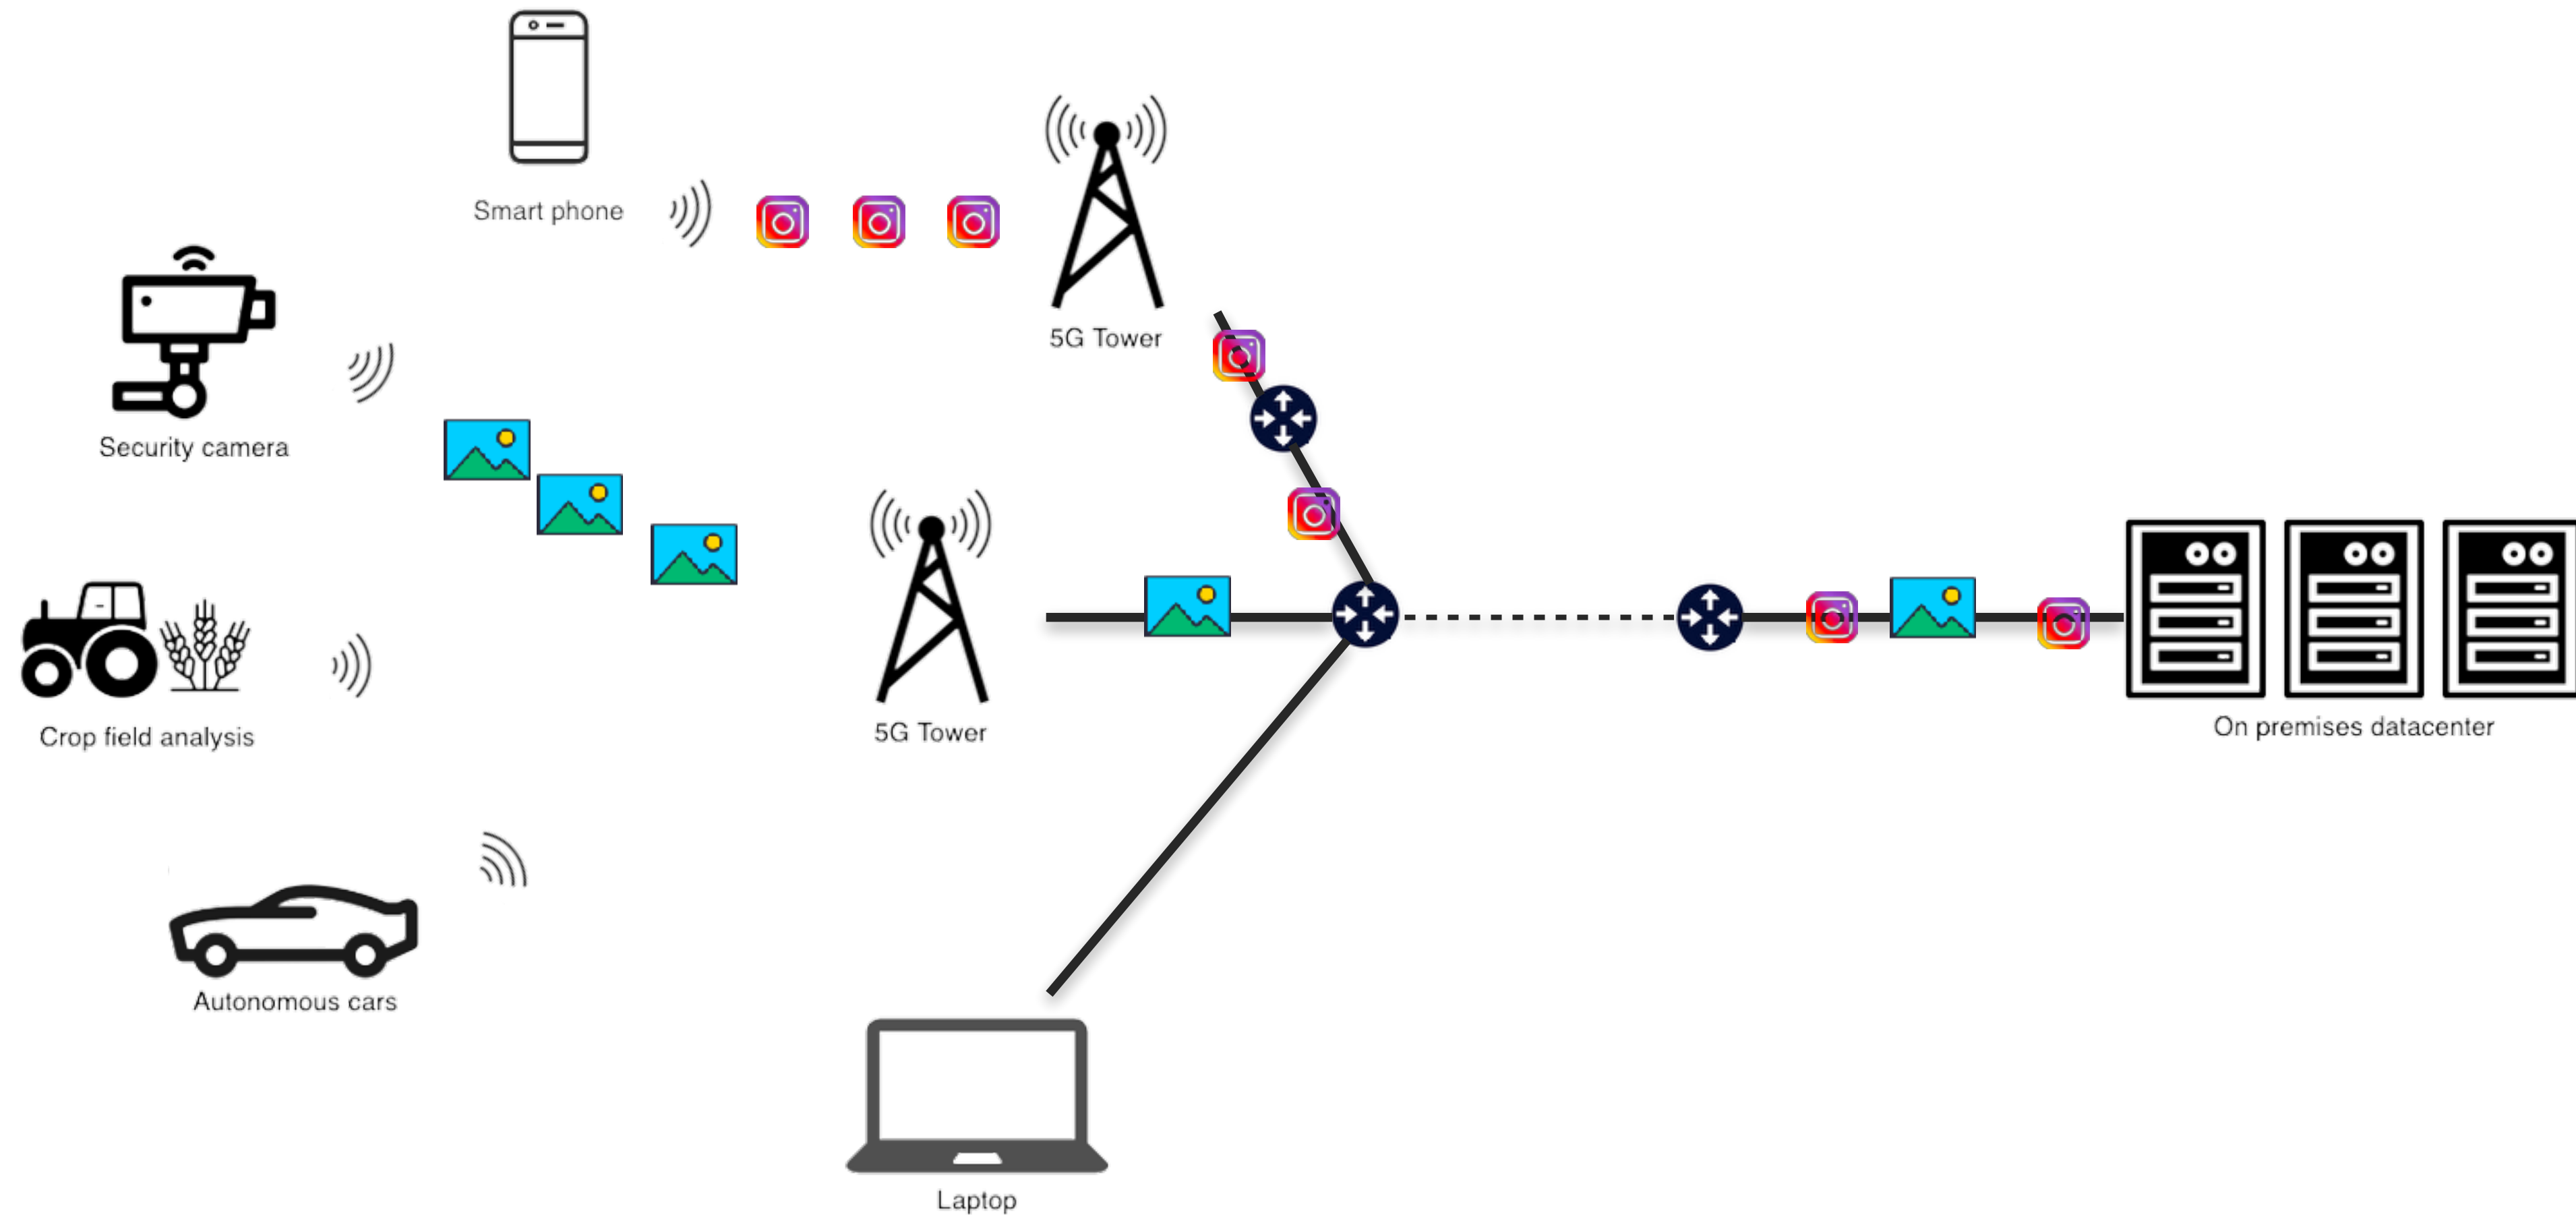 Smart phone
5G Tower
Security camera
5G Tower
Crop field analysis
On premises datacenter
Autonomous cars
Laptop